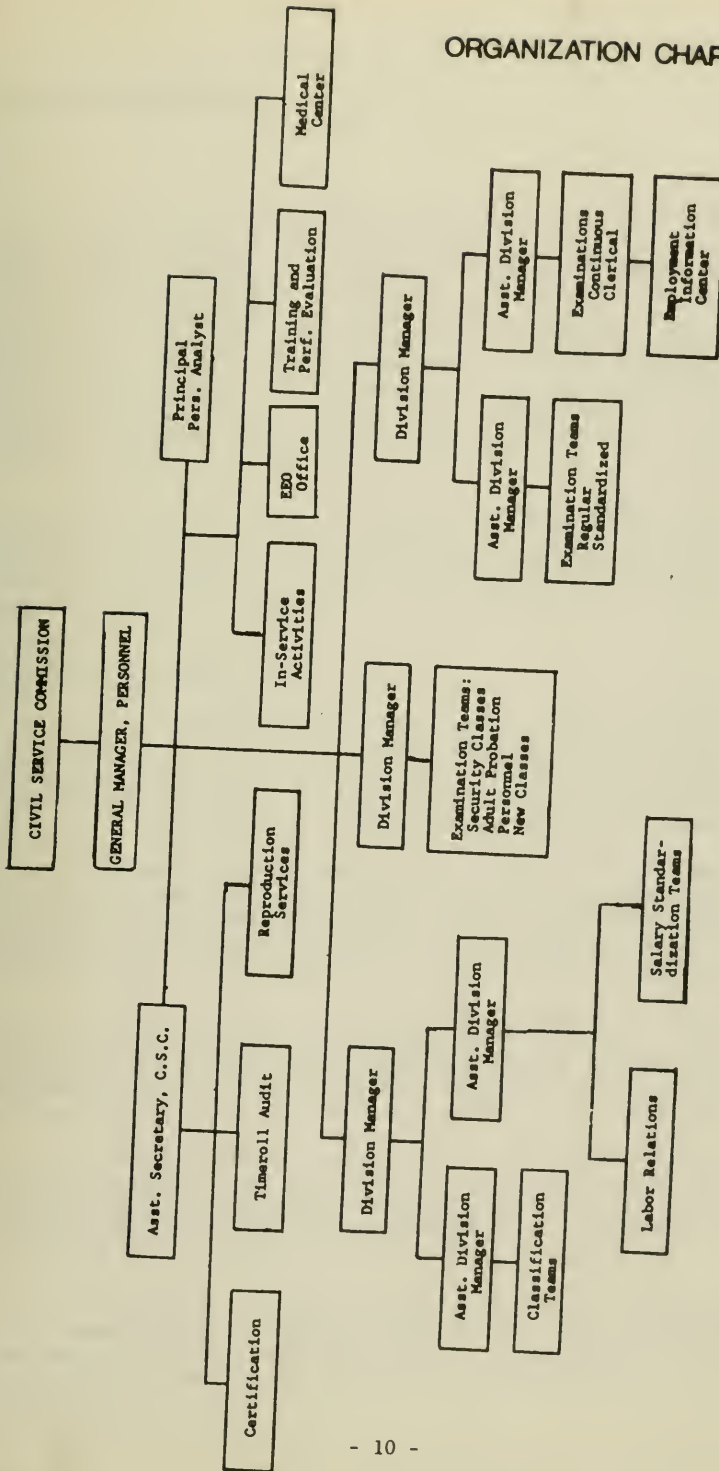 ORGANIZATION CHAR
CIVIL SERVICE COMMISSION
GENERAL MANAGER, PERSONNEL
Asst. Secretary, C.S.C.
Principal
Pers. Analyst
Certification
Timeroll Audit
Reproduction
Services
In-Service
Activities
EEO
Office
Training and
Perf. Evaluation
Medical
Center
Division Manager
Division Manager
Division Manager
Asst. Division
Manager
Asst. Division
Manager
Examination Teams:
Security Classes
Adult Probation
Personnel
New Classes
Asst. Division
Manager
Asst. Division
Manager
Classification
Teams
Examination Teams
Regular
Standardized
Examinations
Continuous
Clerical
Labor Relations
Salary Standar-
dization Teams
Employment
Information
Center
- 10 -